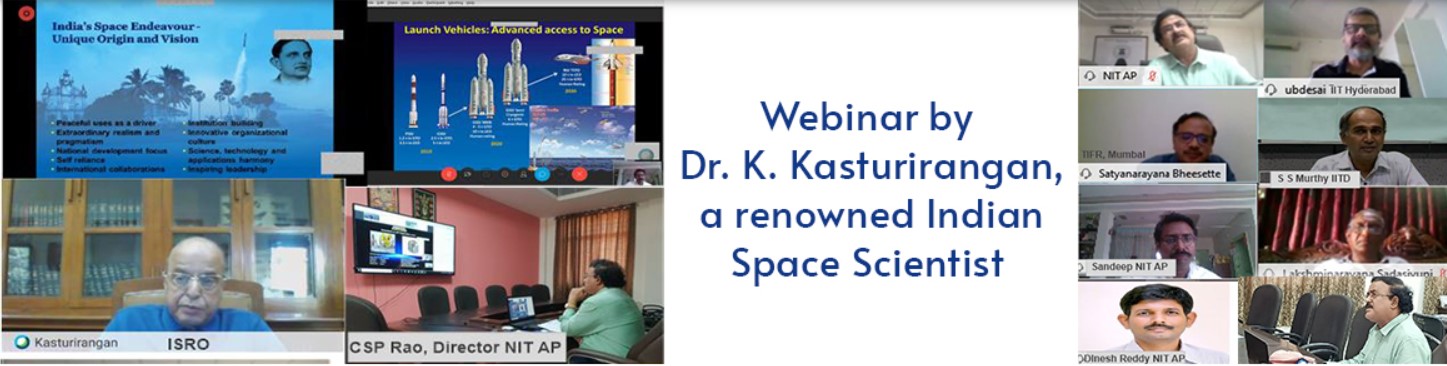 India's Space Endeavour -
Unique Origin and Vision
Peaceful uses as a driver
Extraordinary realism and
pragmatism
National development focus
Self reliance
International collaborations
Institution building
Innovative organizational
culture
Science, technology and
applications harmony
Inspiring leadership
Launch Vehicles: Advanced access to Space
Kasturirangan
ISRO
CSP Rao, Director NIT AP
Webinar by
Dr. K. Kasturirangan,
a renowned Indian
Space Scientist
NIT AP
ubdesai IIT Hyderabad
TIFR, Mumbai
Satyanarayana Bheesette
S S Murthy IITD
Sandeep NIT AP
Lakshminarayana Sadasivuni
Dinesh Reddy NIT AP